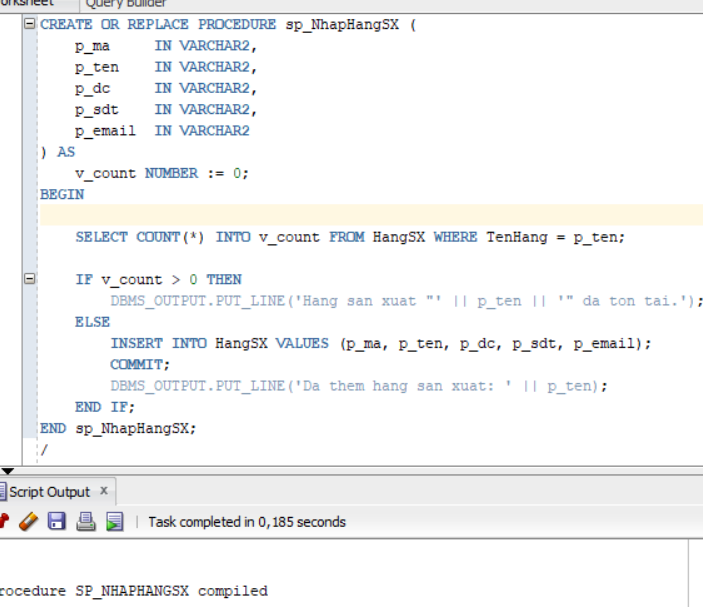 Query Builder
CREATE OR REPLACE PROCEDURE sp_NhapHangSX (
p_ma IN VARCHAR2,
p_ten IN VARCHAR2,
p_dc IN VARCHAR2,
p_sdt IN VARCHAR2,
p_email IN VARCHAR2
) AS
v_count NUMBER := 0;
BEGIN
SELECT COUNT(*) INTO v_count FROM HangSX WHERE TenHang = p_ten;
IF v_count > 0 THEN
DBMS_OUTPUT.PUT_LINE('Hang san xuat "' || p_ten || '" da ton tai.');
ELSE
INSERT INTO HangSX VALUES (p_ma, p_ten, p_dc, p_sdt, p_email);
COMMIT;
DBMS_OUTPUT.PUT_LINE('Da them hang san xuat: ' || p_ten);
END IF;
END sp_NhapHangSX;
/
Script Output x
Task completed in 0,185 seconds
rocedure SP_NHAPHANGSX compiled